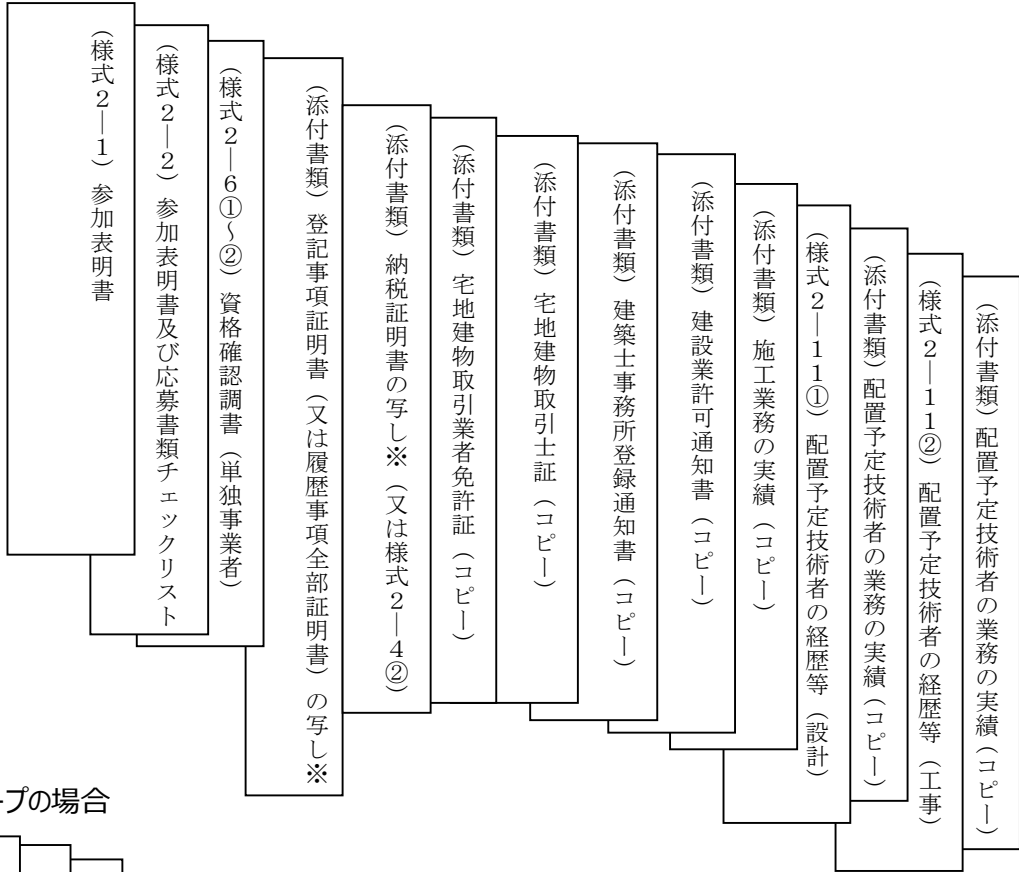 （様式２―１）参加表明書
（様式２―２）参加表明書及び応募書類チェックリスト
（様式２―６①～②）資格確認調書（単独事業者）
（添付書類）登記事項証明書（又は履歴事項全部証明書）の写し※
（添付書類）納税証明書の写し※（又は様式２―４②）
（添付書類）宅地建物取引業者免許証（コピー）
（添付書類）宅地建物取引士証（コピー）
（添付書類）建築士事務所登録通知書（コピー）
（添付書類）建設業許可通知書（コピー）
（添付書類）施工業務の実績（コピー）
（様式２―１１①）配置予定技術者の経歴等（設計）
（添付書類）配置予定技術者の業務の実績（コピー）
（様式２―１１②）配置予定技術者の経歴等（工事）
（添付書類）配置予定技術者の業務の実績（コピー）
プの場合